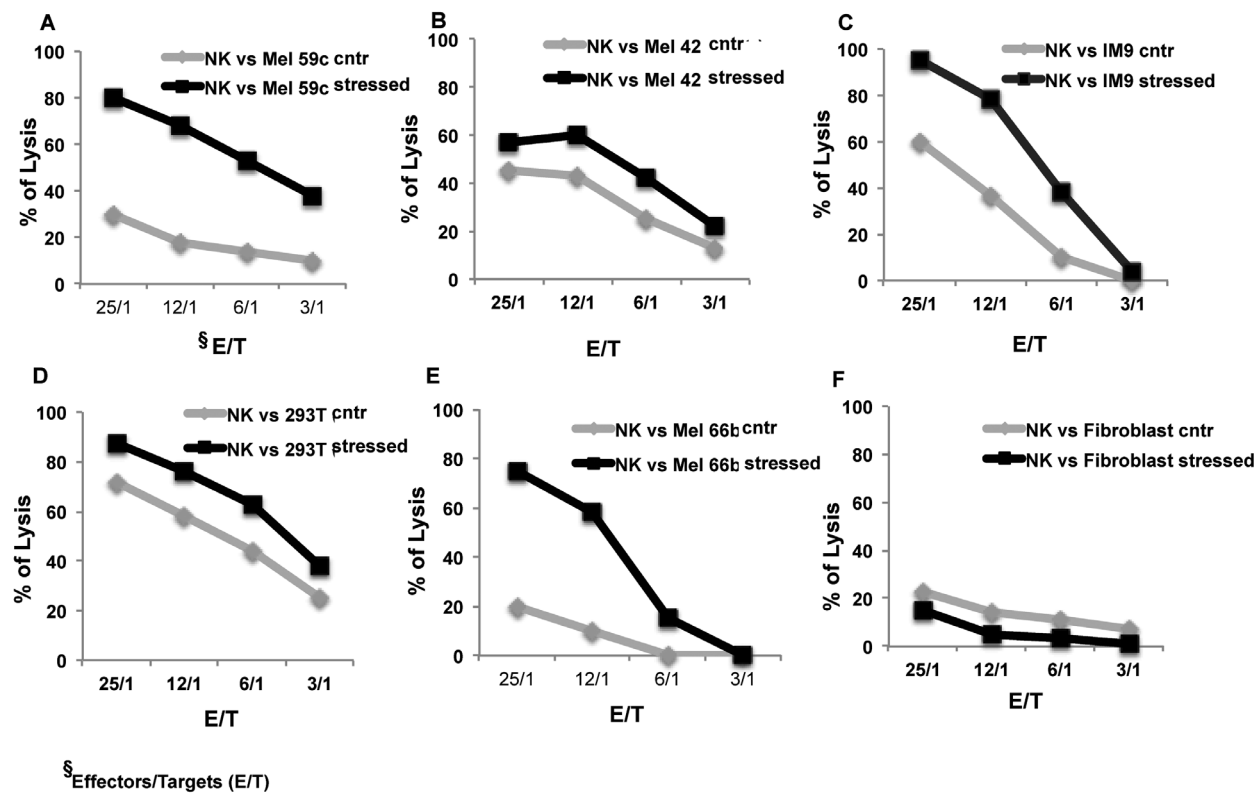 A
NK vs Mel 59c cntr
NK vs Mel 59c stressed
% of Lysis
100
80
60
40
20
0
25/1 12/1 6/1 3/1
§ E/T
B
NK vs Mel 42 cntr
NK vs Mel 42 stressed
% of Lysis
100
80
60
40
20
0
25/1 12/1 6/1 3/1
E/T
C
NK vs IM9 cntr
NK vs IM9 stressed
% of Lysis
100
80
60
40
20
0
25/1 12/1 6/1 3/1
E/T
D
NK vs 293T cntr
NK vs 293T stressed
% of Lysis
100
80
60
40
20
0
25/1 12/1 6/1 3/1
E/T
E
NK vs Mel 66b cntr
NK vs Mel 66b stressed
% of Lysis
100
80
60
40
20
0
25/1 12/1 6/1 3/1
E/T
F
NK vs Fibroblast cntr
NK vs Fibroblast stressed
% of Lysis
100
80
60
40
20
0
25/1 12/1 6/1 3/1
E/T
§Effectors/Targets (E/T)